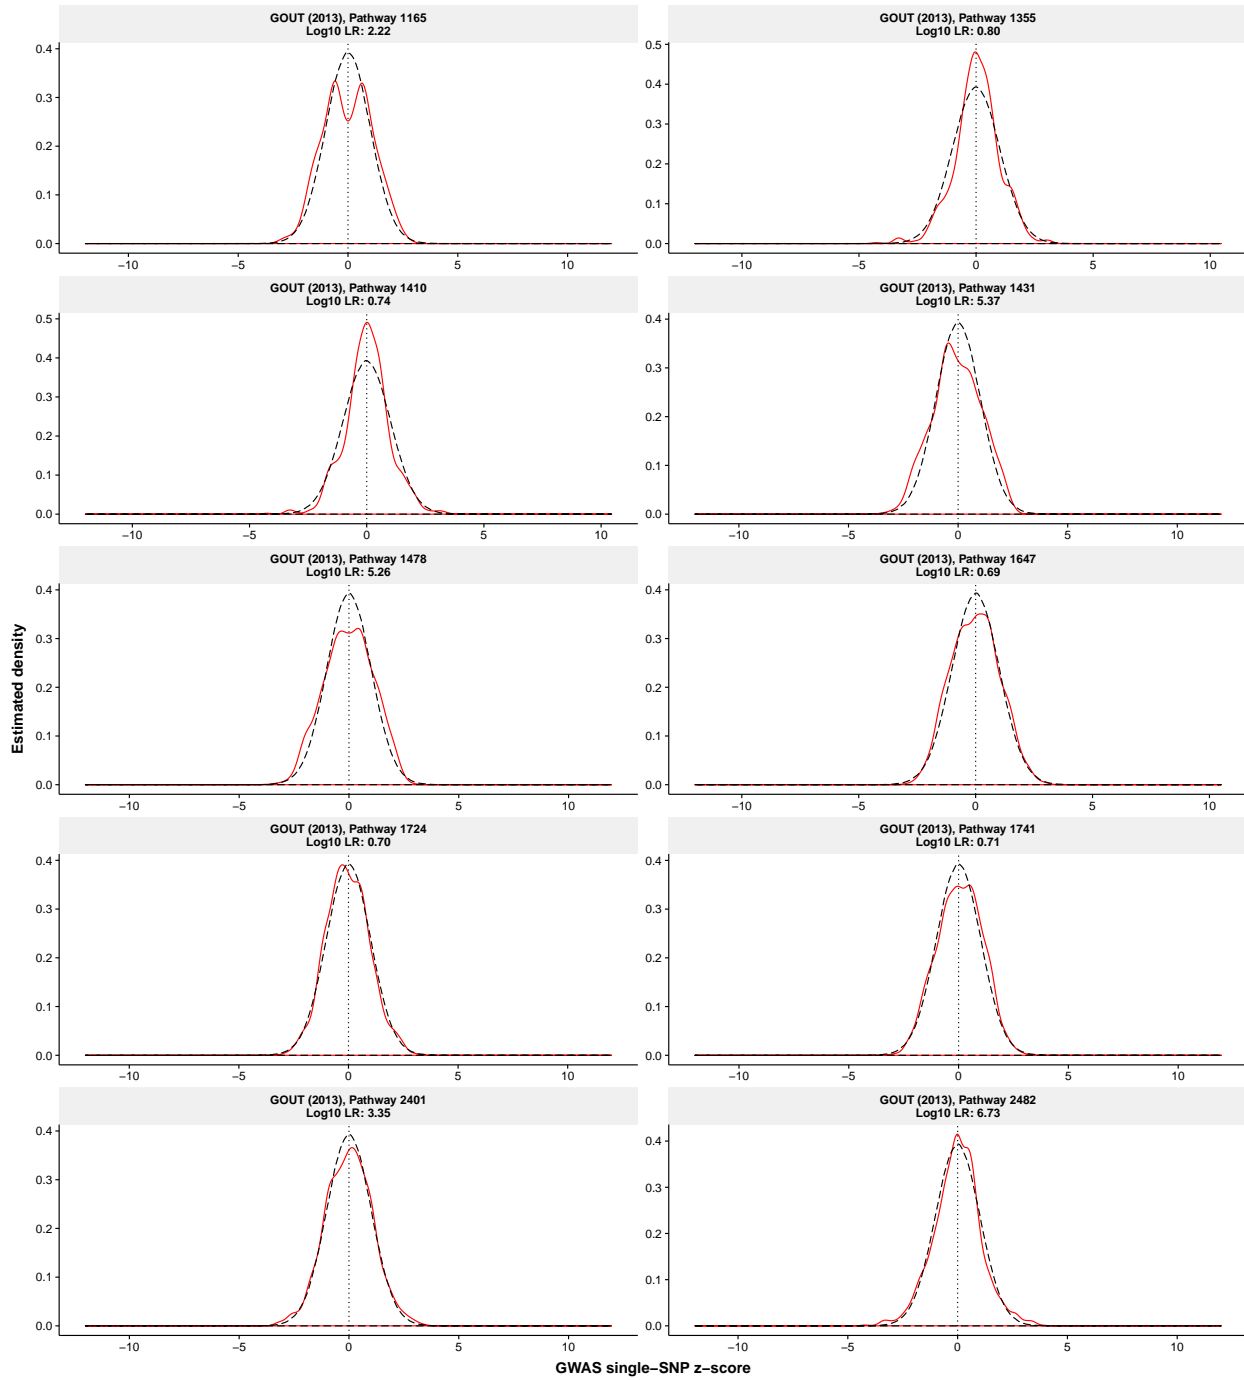 GOUT (2013), Pathway 1165
Log10 LR: 2.22
0.4
0.3
0.2
0.1
0.0
−10 −5 0 5 10
GOUT (2013), Pathway 1355
Log10 LR: 0.80
0.5
0.4
0.3
0.2
0.1
0.0
−10 −5 0 5 10
GOUT (2013), Pathway 1410
Log10 LR: 0.74
0.5
0.4
0.3
0.2
0.1
0.0
−10 −5 0 5 10
GOUT (2013), Pathway 1431
Log10 LR: 5.37
0.4
0.3
0.2
0.1
0.0
−10 −5 0 5 10
GOUT (2013), Pathway 1478
Log10 LR: 5.26
0.4
0.3
0.2
0.1
0.0
−10 −5 0 5 10
GOUT (2013), Pathway 1647
Log10 LR: 0.69
0.4
0.3
0.2
0.1
0.0
−10 −5 0 5 10
Estimated density
GOUT (2013), Pathway 1724
Log10 LR: 0.70
0.4
0.3
0.2
0.1
0.0
−10 −5 0 5 10
GOUT (2013), Pathway 1741
Log10 LR: 0.71
0.4
0.3
0.2
0.1
0.0
−10 −5 0 5 10
GOUT (2013), Pathway 2401
Log10 LR: 3.35
0.4
0.3
0.2
0.1
0.0
−10 −5 0 5 10
GOUT (2013), Pathway 2482
Log10 LR: 6.73
0.4
0.3
0.2
0.1
0.0
−10 −5 0 5 10
GWAS single−SNP z−score